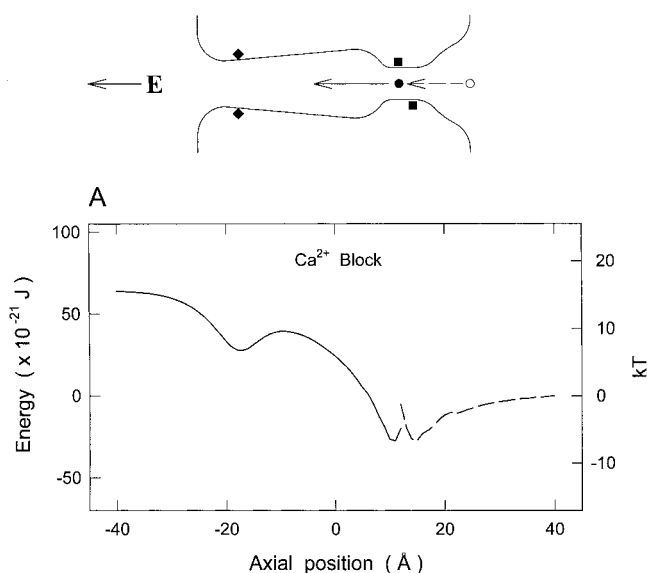 E
A
Ca²⁺ Block
Energy ( x 10⁻²¹ J )
100
50
0
-50
20
10
0
-10
kT
-40
-20
0
20
40
Axial position ( Å )